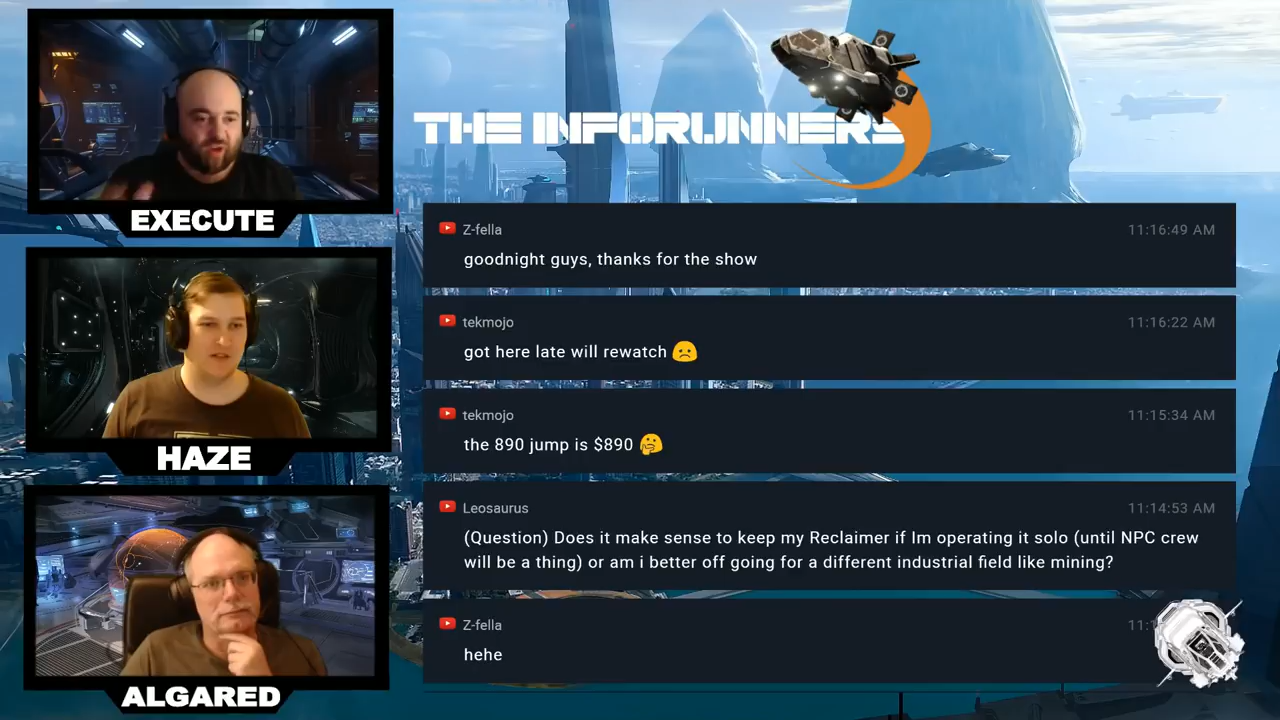 EXECUTE
HAZE
ALGARED
THE INFORUNNERS
Z-fella 11:16:49 AM
goodnight guys, thanks for the show
tekmojo 11:16:22 AM
got here late will rewatch 🙁
tekmojo 11:15:34 AM
the 890 jump is $890 🤔
Leosaurus 11:14:53 AM
(Question) Does it make sense to keep my Reclaimer if Im operating it solo (until NPC crew
will be a thing) or am i better off going for a different industrial field like mining?
Z-fella
hehe